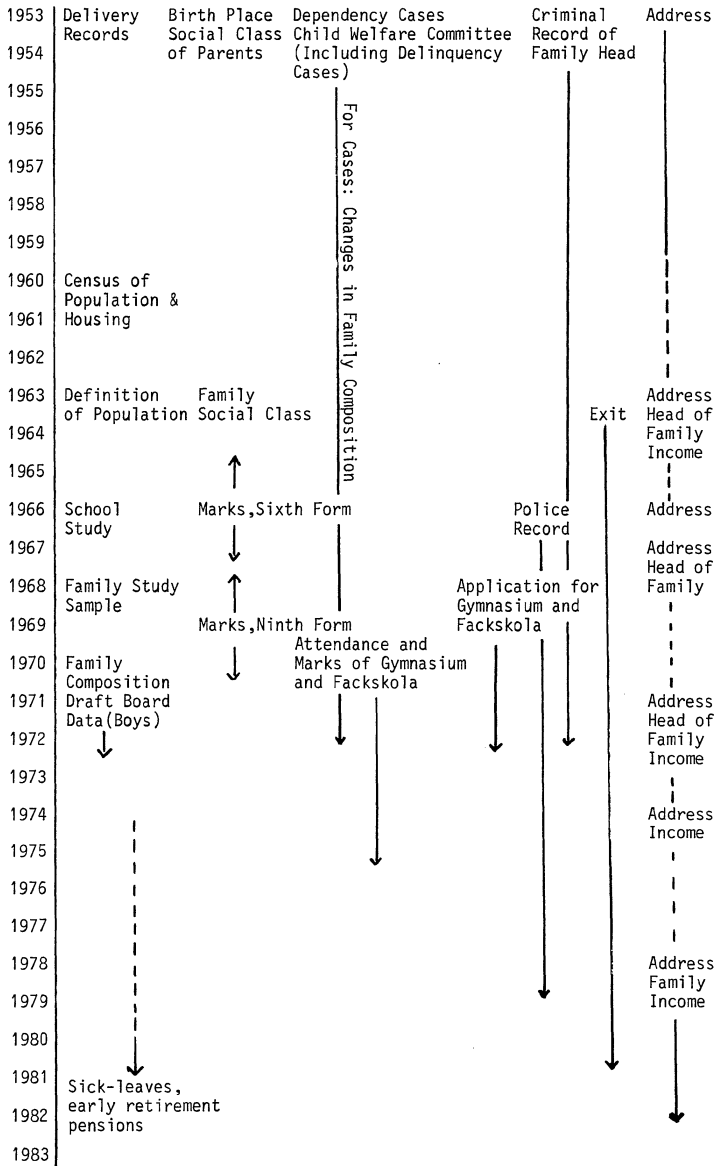 1953 Delivery Birth Place Dependency Cases Criminal Address
Records Social Class Child Welfare Committee Record of
1954 of Parents (Including Delinquency Family Head
Cases)
1955
For Cases: Changes in Family Composition
1956
1957
1958
1959
1960 Census of
Population &
1961 Housing
1962
1963 Definition Family Address
of Population Social Class Exit Head of
1964 Family
Income
1965
1966 School Marks,Sixth Form Police Address
Study Record
1967 Address
Head of
1968 Family Study Application for Family
Sample Gymnasium and
1969 Marks,Ninth Form Fackskola
Attendance and
1970 Family Marks of Gymnasium
Composition and Fackskola
1971 Draft Board Address
Data(Boys) Head of
1972 Family
Income
1973
1974 Address
Income
1975
1976
1977
1978 Address
Family
1979 Income
1980
1981
Sick-leaves,
1982 early retirement
pensions
1983